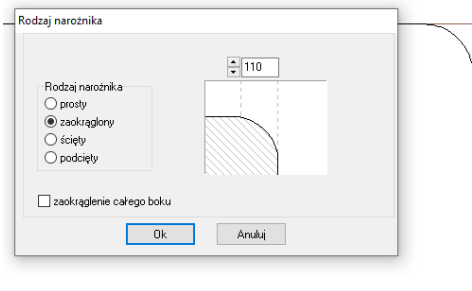 Rodzaj narożnika
110
Rodzaj narożnika
prosty
zaokrąglony
ścięty
podcięty
zaokrąglenie całego boku
Ok
Anuluj